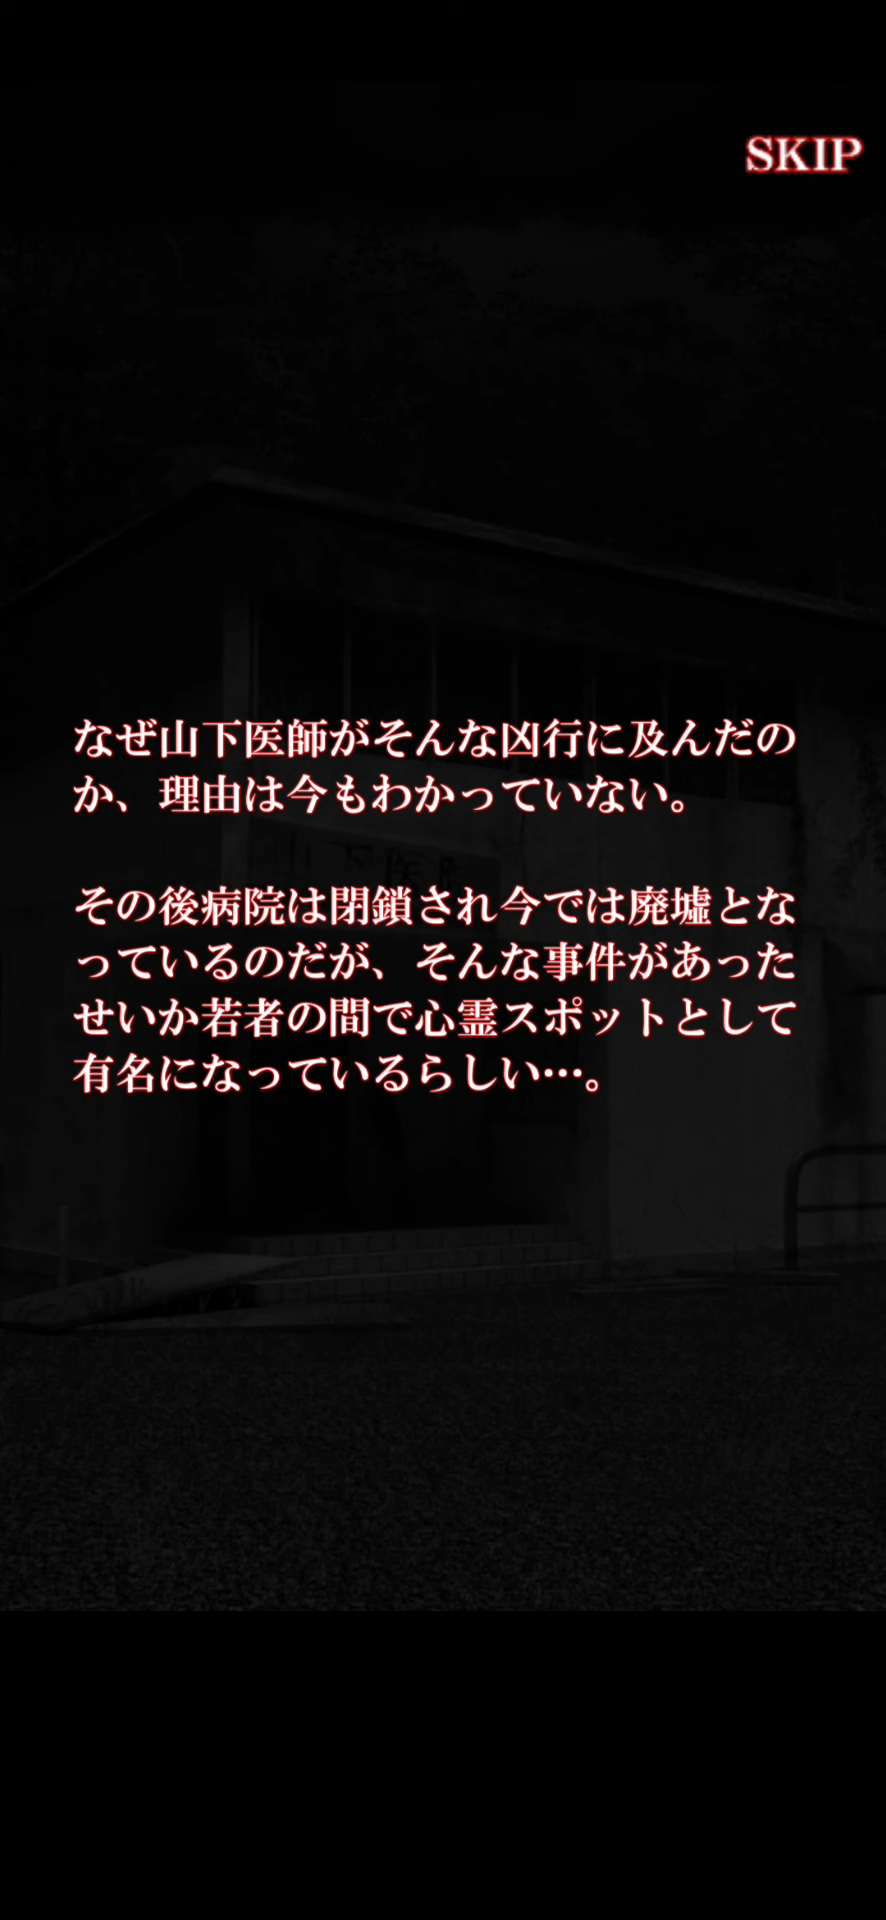 SKIP
なぜ山下医師がそんな凶行に及んだの
か、理由は今もわかっていない。
山下医院
その後病院は閉鎖され今では廃墟とな
っているのだが、そんな事件があった
せいか若者の間で心霊スポットとして
有名になっているらしい…。